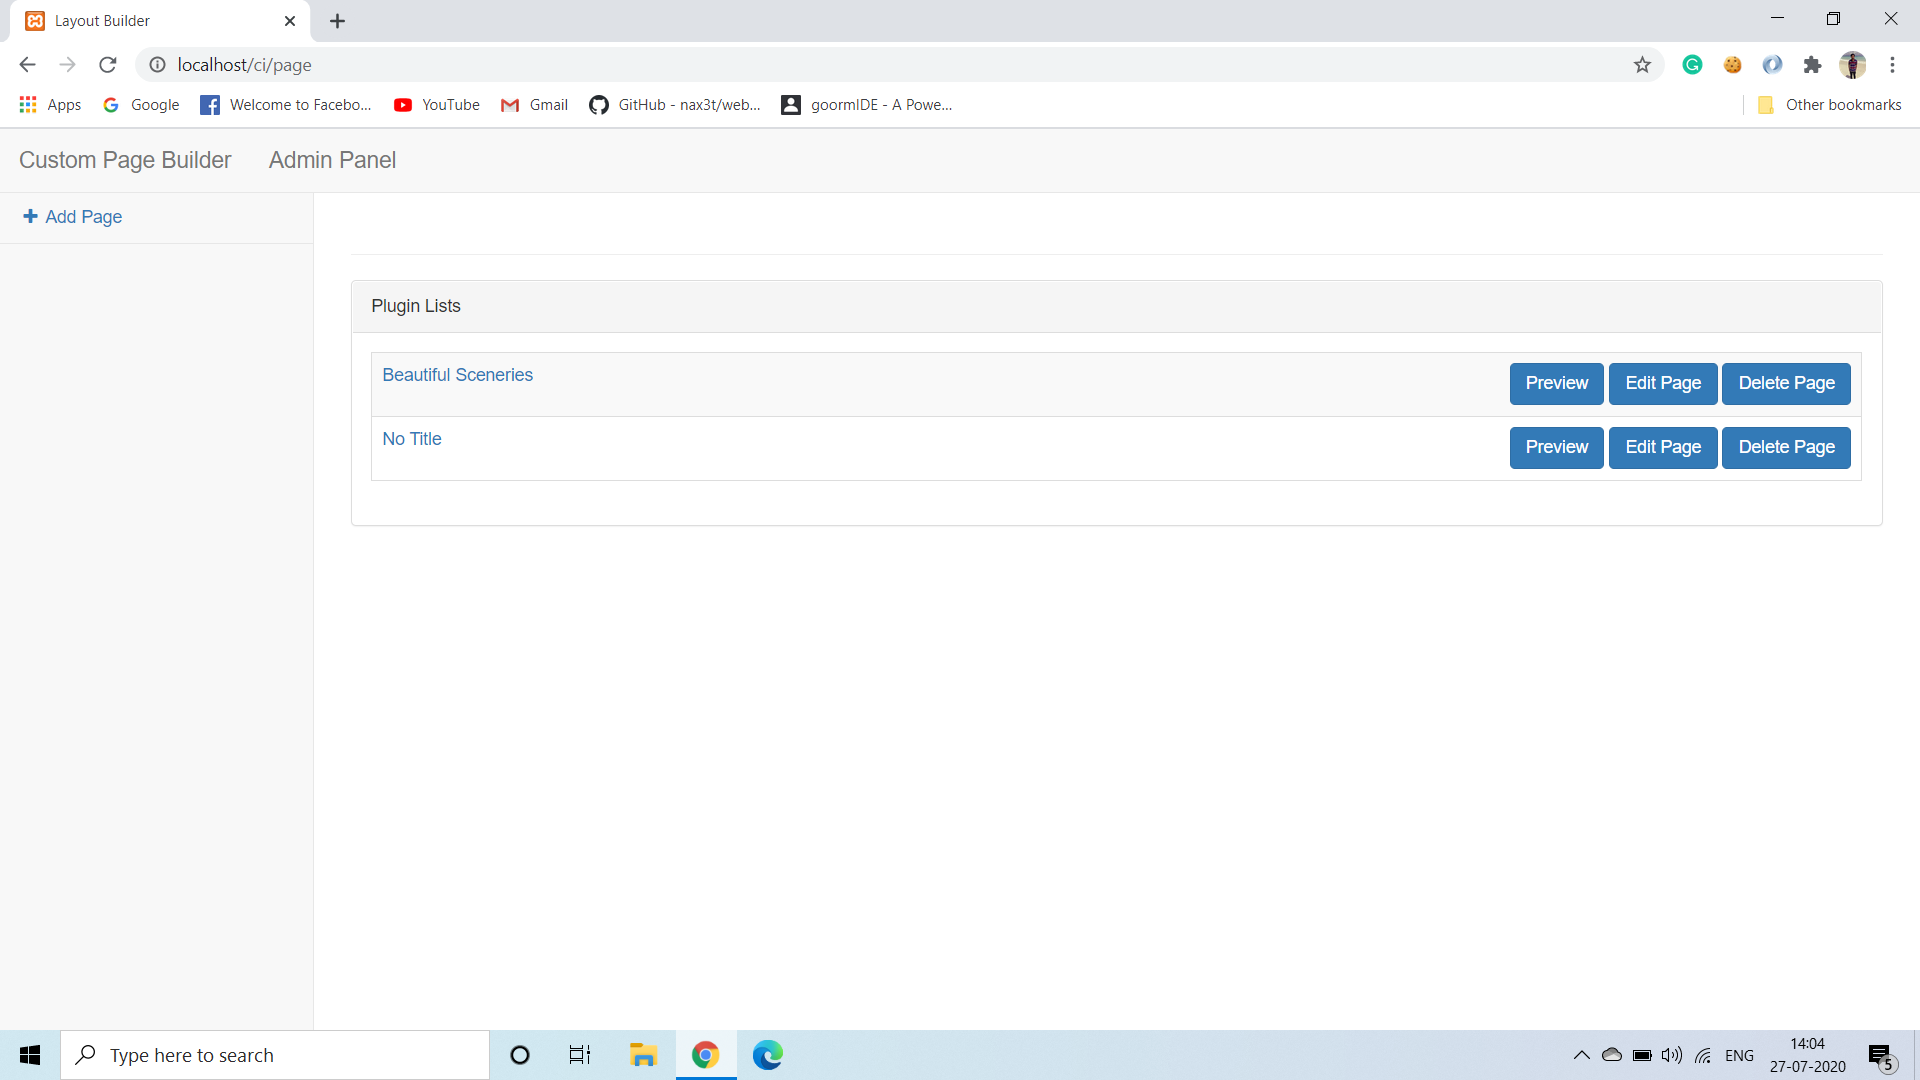 Layout Builder
localhost/ci/page
Apps Google Welcome to Facebo... YouTube Gmail GitHub - nax3t/web... goormIDE - A Powe... Other bookmarks
Custom Page Builder Admin Panel
Add Page
Plugin Lists
Beautiful Sceneries Preview Edit Page Delete Page
No Title Preview Edit Page Delete Page
Type here to search
ENG
14:04
27-07-2020
5